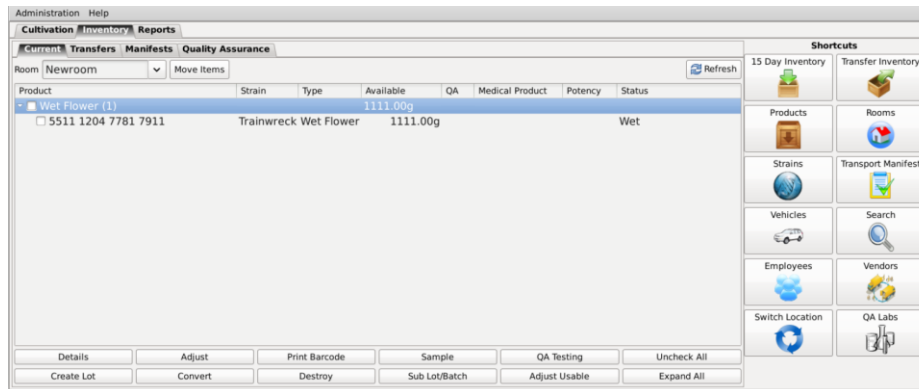 Administration Help
Cultivation Inventory Reports
Current Transfers Manifests Quality Assurance
Room Newroom Move Items Refresh
Product Strain Type Available QA Medical Product Potency Status
Wet Flower (1) 1111.00g
5511 1204 7781 7911 Trainwreck Wet Flower 1111.00g Wet
Details Adjust Print Barcode Sample QA Testing Uncheck All
Create Lot Convert Destroy Sub Lot/Batch Adjust Usable Expand All
Shortcuts
15 Day Inventory Transfer Inventory
Products Rooms
Strains Transport Manifest
Vehicles Search
Employees Vendors
Switch Location QA Labs